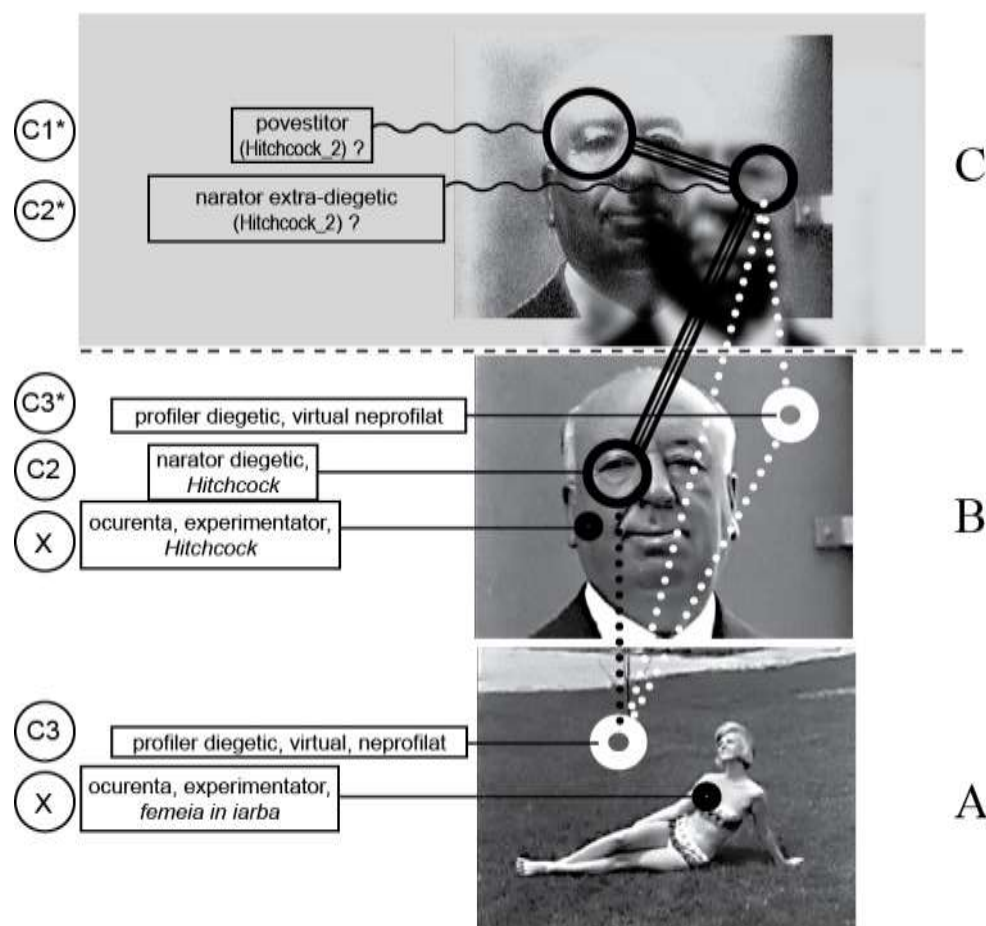 C1*
povestitor
(Hitchcock_2) ?
C2*
narator extra-diegetic
(Hitchcock_2) ?
C
C3*
profiler diegetic, virtual neprofilat
C2
narator diegetic,
Hitchcock
X
ocurenta, experimentator,
Hitchcock
B
C3
profiler diegetic, virtual, neprofilat
X
ocurenta, experimentator,
femeia in iarba
A